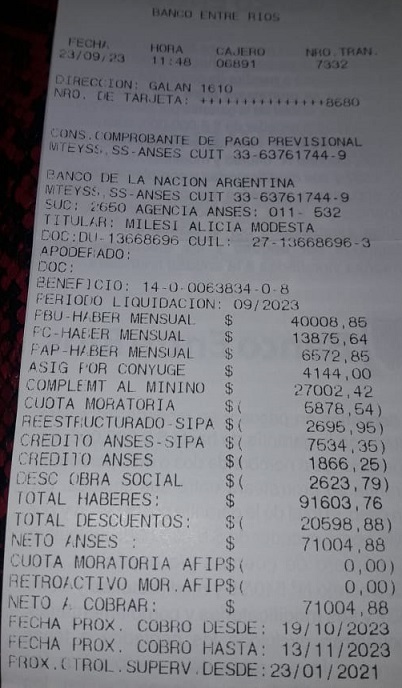 BANCO ENTRE RIOS
FECHA HORA CAJERO NRO.TRAN.
23/09/23 11:48 06891 7332
DIRECCION: GALAN 1610
NRO. DE TARJETA: +++++++++++++++8680
CONS.COMPROBANTE DE PAGO PREVISIONAL
MTEYSS.SS-ANSES CUIT 33-63761744-9
BANCO DE LA NACION ARGENTINA
MTEYSS.SS-ANSES CUIT 33-63761744-9
SUC: 2650 AGENCIA ANSES: 011- 532
TITULAR: MILESI ALICIA MODESTA
DOC:DU-13668696 CUIL: 27-13668696-3
APODERADO:
DOC:
BENEFICIO: 14-0-0063834-0-8
PERIODO LIQUIDACION: 09/2023
PBU-HABER MENSUAL $ 40008,85
PC-HABER MENSUAL $ 13875,64
PAP-HABER MENSUAL $ 6572,85
ASIG POR CONYUGE $ 4144,00
COMPLEMT AL MININO $ 27002,42
CUOTA MORATORIA $( 5878,54)
REESTRUCTURADO-SIPA $( 2695,95)
CREDITO ANSES-SIPA $( 7534,35)
CREDITO ANSES $( 1866,25)
DESC OBRA SOCIAL $( 2623,79)
TOTAL HABERES: $ 91603,76
TOTAL DESCUENTOS: $( 20598,88)
NETO ANSES : $ 71004,88
CUOTA MORATORIA AFIP$( 0,00)
RETROACTIVO MOR.AFIP$( 0,00)
NETO A COBRAR: $ 71004,88
FECHA PROX. COBRO DESDE: 19/10/2023
FECHA PROX. COBRO HASTA: 13/11/2023
PROX.CTROL.SUPERV.DESDE:23/01/2021